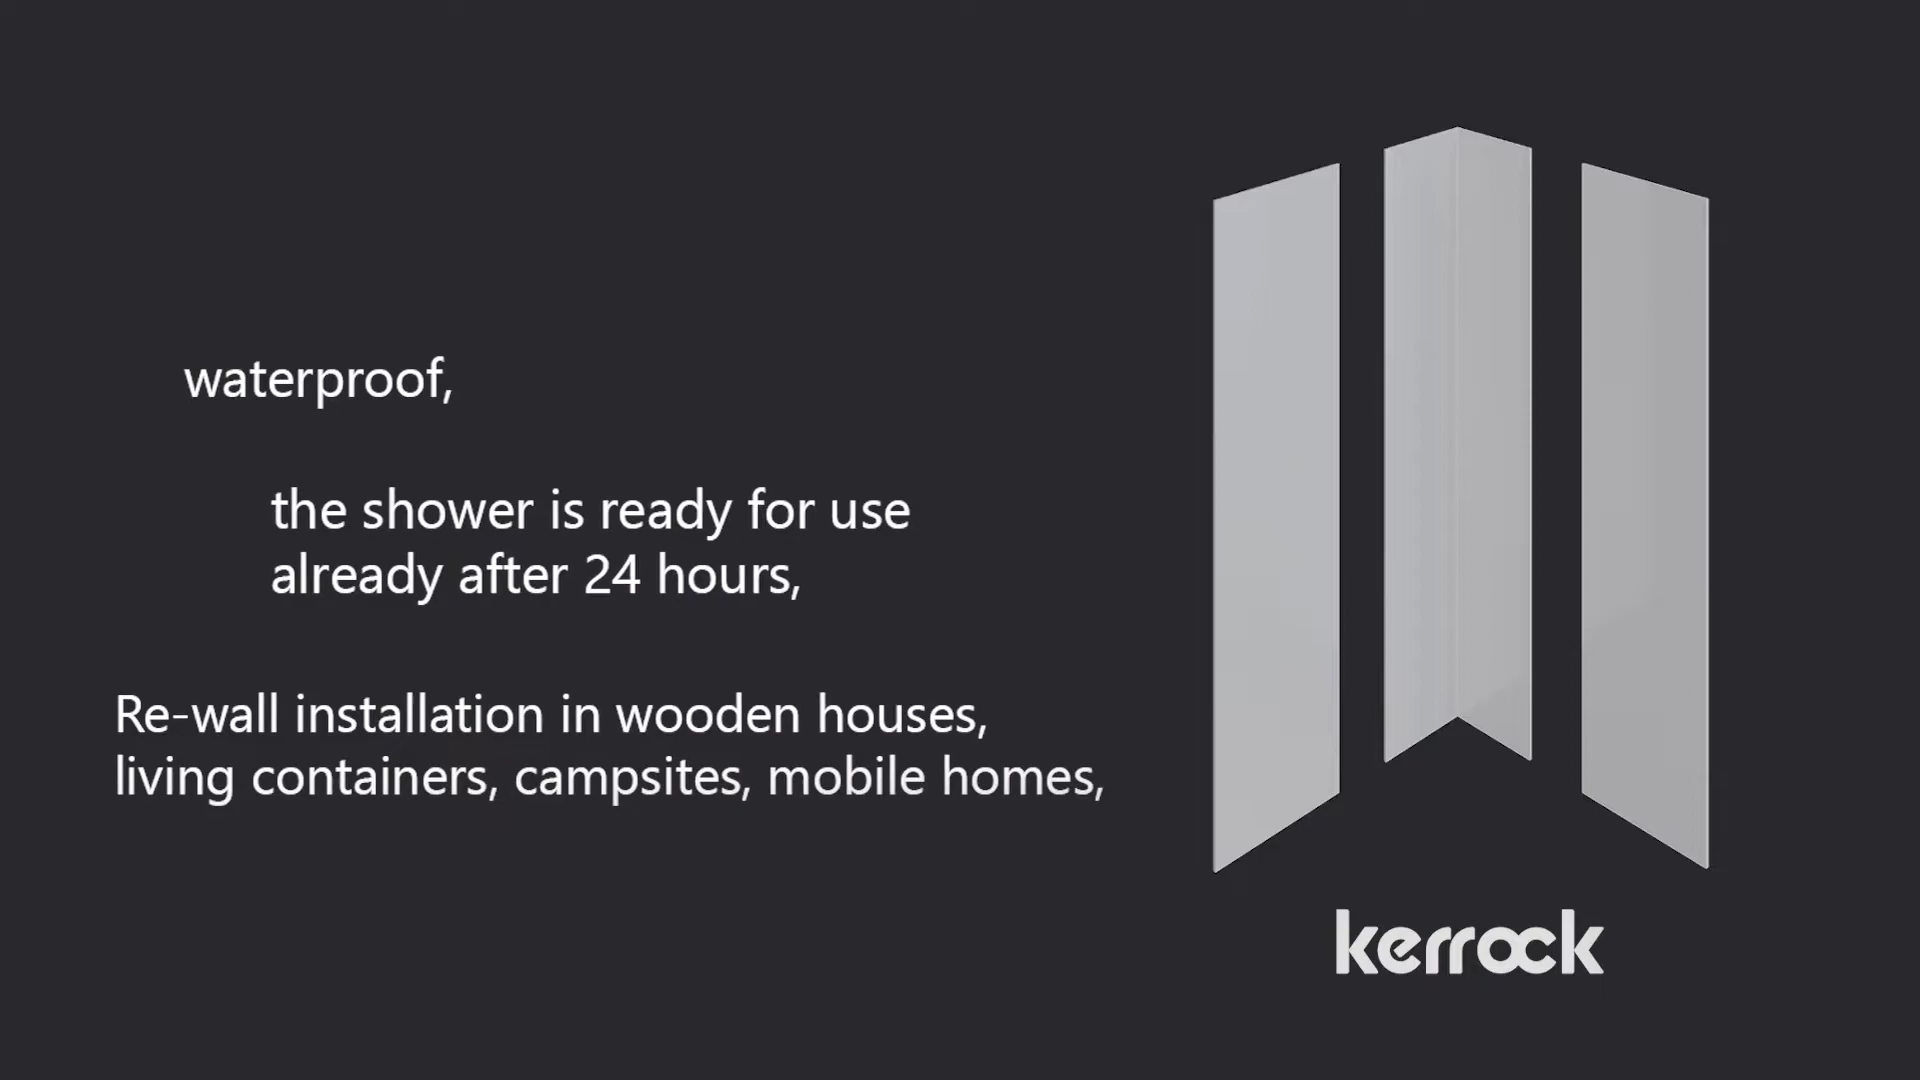 waterproof,
the shower is ready for use
already after 24 hours,
Re-wall installation in wooden houses,
living containers, campsites, mobile homes,
kerrock